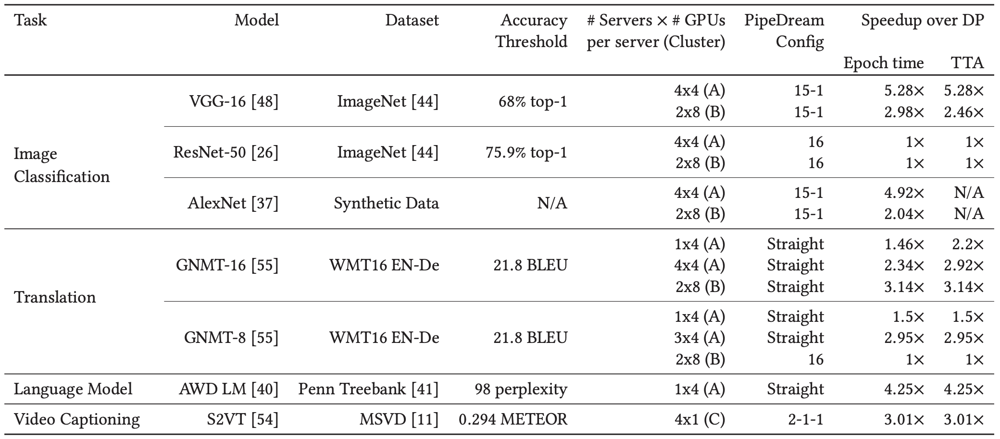 Task Model Dataset Accuracy # Servers × # GPUs PipeDream Speedup over DP
Threshold per server (Cluster) Config
Epoch time TTA
Image
Classification
VGG-16 [48] ImageNet [44] 68% top-1
4x4 (A) 15-1 5.28× 5.28×
2x8 (B) 15-1 2.98× 2.46×
ResNet-50 [26] ImageNet [44] 75.9% top-1
4x4 (A) 16 1× 1×
2x8 (B) 16 1× 1×
AlexNet [37] Synthetic Data N/A
4x4 (A) 15-1 4.92× N/A
2x8 (B) 15-1 2.04× N/A
Translation
GNMT-16 [55] WMT16 EN-De 21.8 BLEU
1x4 (A) Straight 1.46× 2.2×
4x4 (A) Straight 2.34× 2.92×
2x8 (B) Straight 3.14× 3.14×
GNMT-8 [55] WMT16 EN-De 21.8 BLEU
1x4 (A) Straight 1.5× 1.5×
3x4 (A) Straight 2.95× 2.95×
2x8 (B) 16 1× 1×
Language Model AWD LM [40] Penn Treebank [41] 98 perplexity 1x4 (A) Straight 4.25× 4.25×
Video Captioning S2VT [54] MSVD [11] 0.294 METEOR 4x1 (C) 2-1-1 3.01× 3.01×